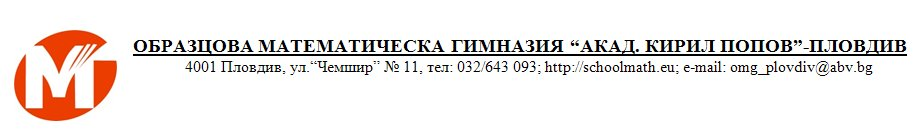 ОБРАЗЦОВА МАТЕМАТИЧЕСКА ГИМНАЗИЯ “АКАД. КИРИЛ ПОПОВ”-ПЛОВДИВ
4001 Пловдив, ул.“Чемшир” № 11, тел: 032/643 093; http://schoolmath.eu; e-mail: omg_plovdiv@abv.bg
М